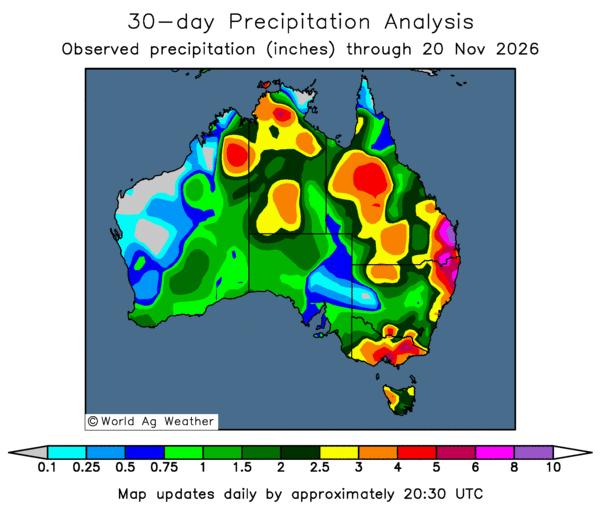 30-day Precipitation Analysis
Observed precipitation (inches) through 20 Nov 2026
© World Ag Weather
0.1 0.25 0.5 0.75 1 1.5 2 2.5 3 4 5 6 8 10
Map updates daily by approximately 20:30 UTC